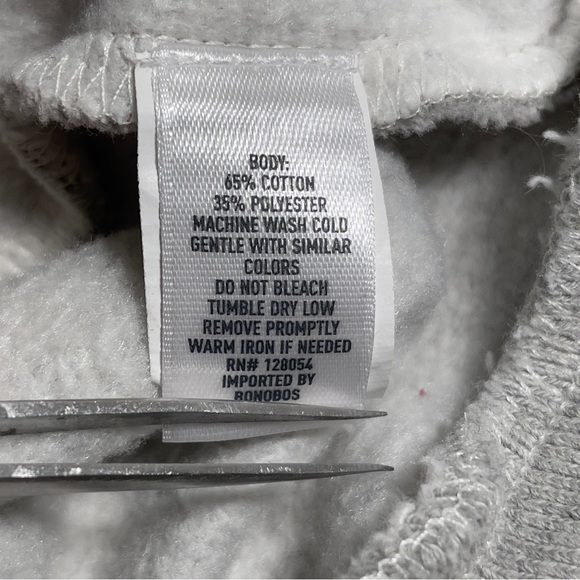 BODY:
65% COTTON
35% POLYESTER
MACHINE WASH COLD
GENTLE WITH SIMILAR
COLORS
DO NOT BLEACH
TUMBLE DRY LOW
REMOVE PROMPTLY
WARM IRON IF NEEDED
RN# 128054
IMPORTED BY
BONOBOS